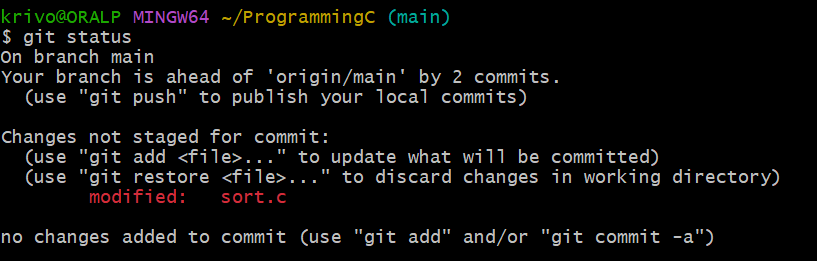 krivo@ORALP MINGW64 ~/ProgrammingC (main)
$ git status
On branch main
Your branch is ahead of 'origin/main' by 2 commits.
  (use "git push" to publish your local commits)

Changes not staged for commit:
  (use "git add <file>..." to update what will be committed)
  (use "git restore <file>..." to discard changes in working directory)
        modified:   sort.c

no changes added to commit (use "git add" and/or "git commit -a")